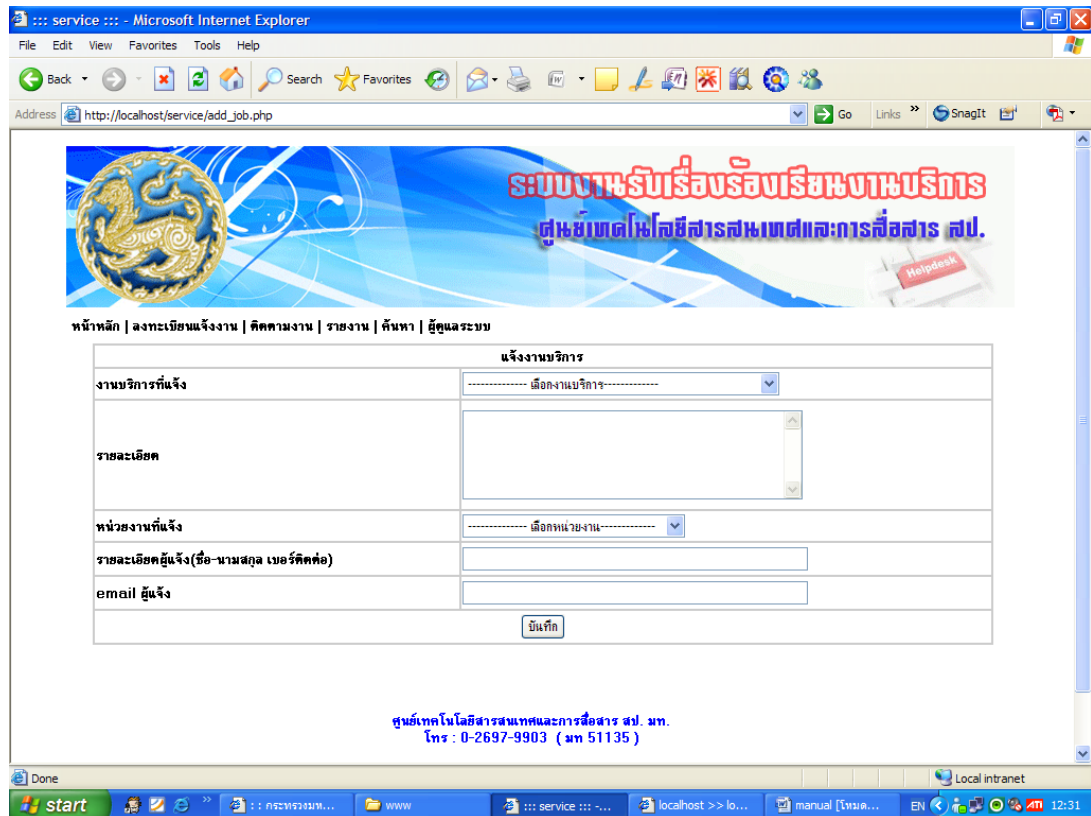 ::: service ::: - Microsoft Internet Explorer
File Edit View Favorites Tools Help
Back Search Favorites
Address http://localhost/service/add_job.php Go Links » SnagIt
ระบบงานรับเรื่องร้องเรียนงานบริการ
ศูนย์เทคโนโลยีสารสนเทศและการสื่อสาร สป.
Helpdesk
หน้าหลัก | ลงทะเบียนแจ้งงาน | ติดตามงาน | รายงาน | ค้นหา | ผู้ดูแลระบบ
แจ้งงานบริการ
งานบริการที่แจ้ง -------------- เลือกงานบริการ-------------
รายละเอียด
หน่วยงานที่แจ้ง -------------- เลือกหน่วยงาน-------------
รายละเอียดผู้แจ้ง(ชื่อ-นามสกุล เบอร์ติดต่อ)
email ผู้แจ้ง
บันทึก
ศูนย์เทคโนโลยีสารสนเทศและการสื่อสาร สป. มท.
โทร : 0-2697-9903 ( มท 51135 )
Done Local intranet
start » : : กระทรวงมห... www ::: service ::: -... localhost >> lo... manual [โหมด... EN ATI 12:31